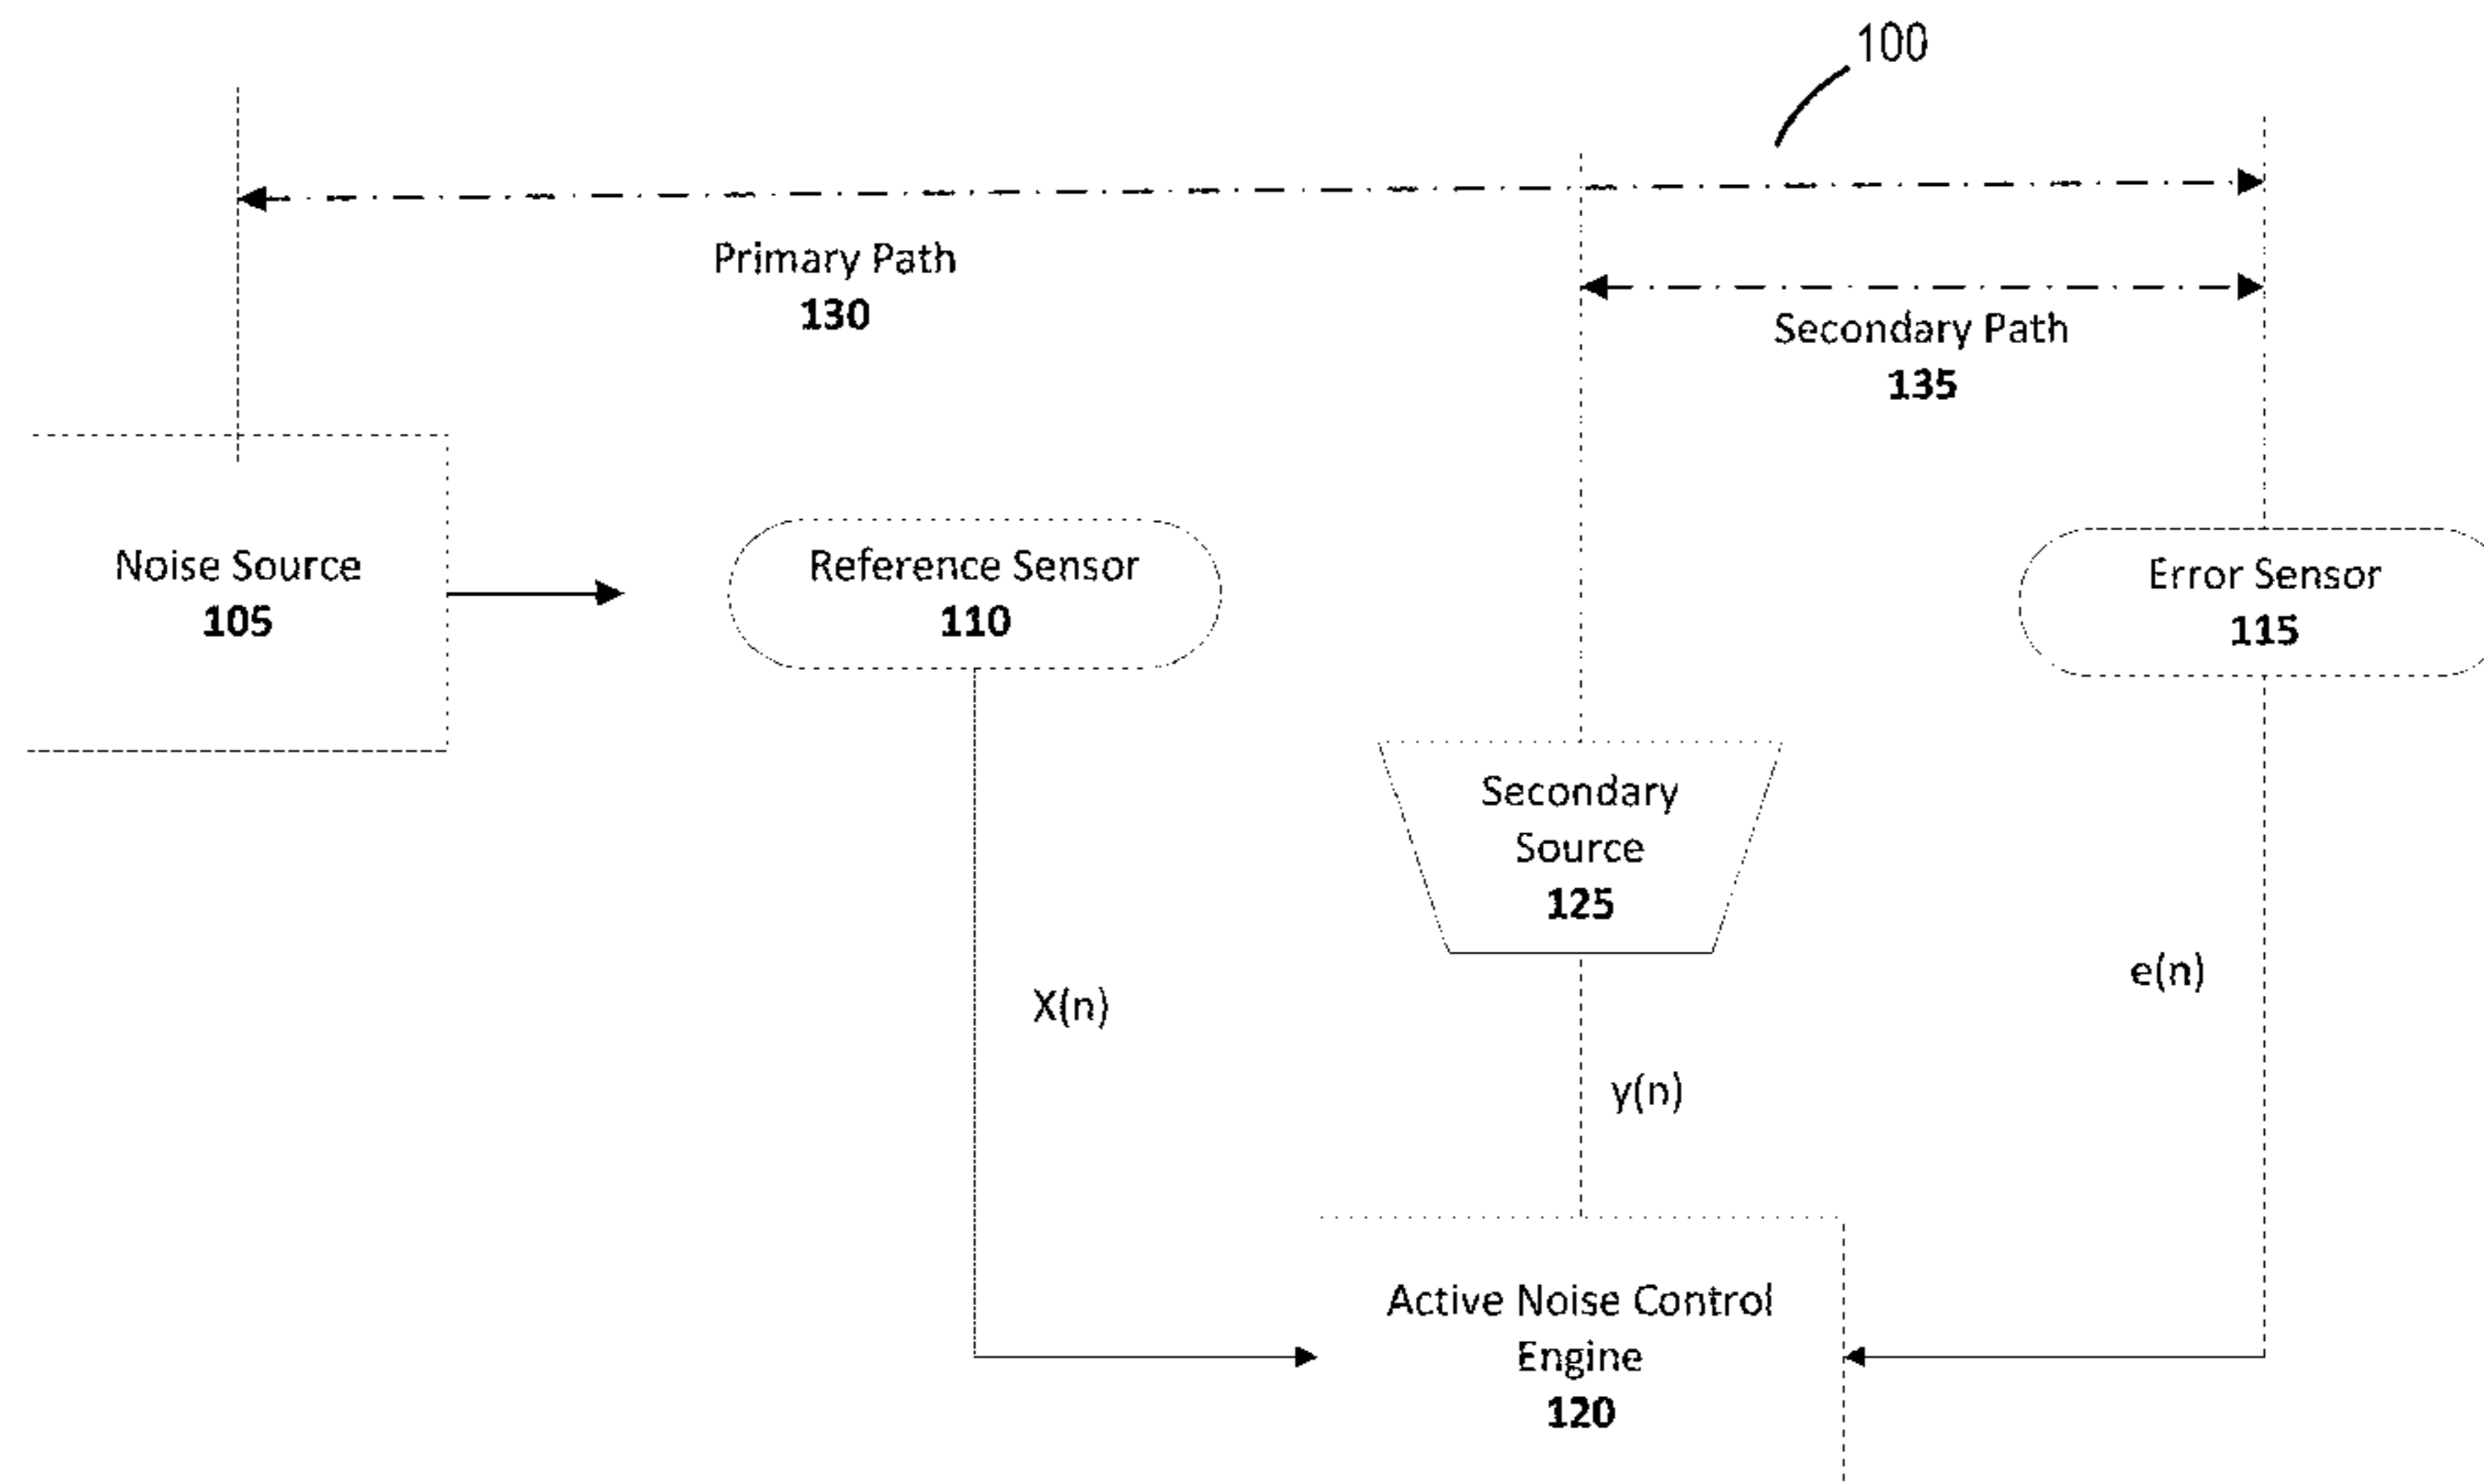 100
Primary Path
130
Secondary Path
135
Noise Source
105
Reference Sensor
110
Error Sensor
115
Secondary
Source
125
X(n)
y(n)
e(n)
Active Noise Control
Engine
120